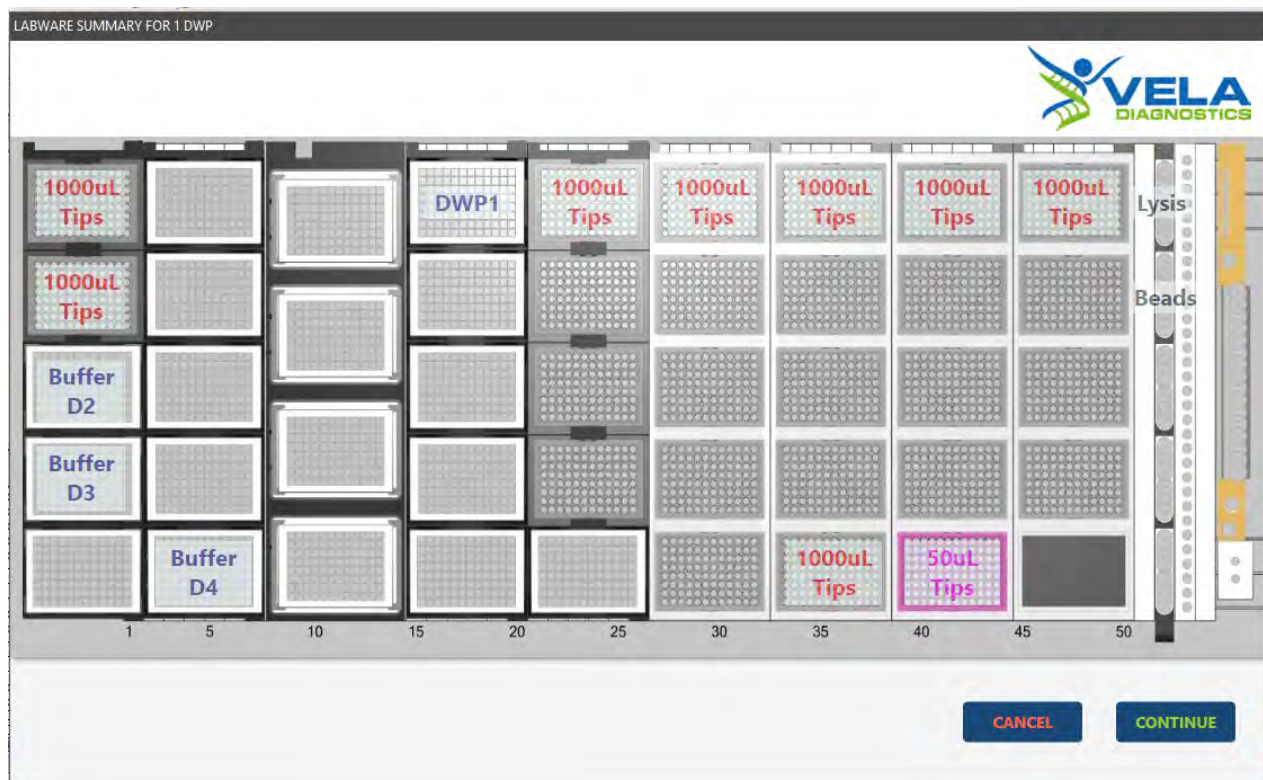 LABWARE SUMMARY FOR 1 DWP
VELA
DIAGNOSTICS
1000uL
Tips
DWP1
1000uL
Tips
1000uL
Tips
1000uL
Tips
1000uL
Tips
1000uL
Tips
Lysis
1000uL
Tips
Beads
Buffer
D2
Buffer
D3
Buffer
D4
1000uL
Tips
50uL
Tips
1 5 10 15 20 25 30 35 40 45 50
CANCEL CONTINUE